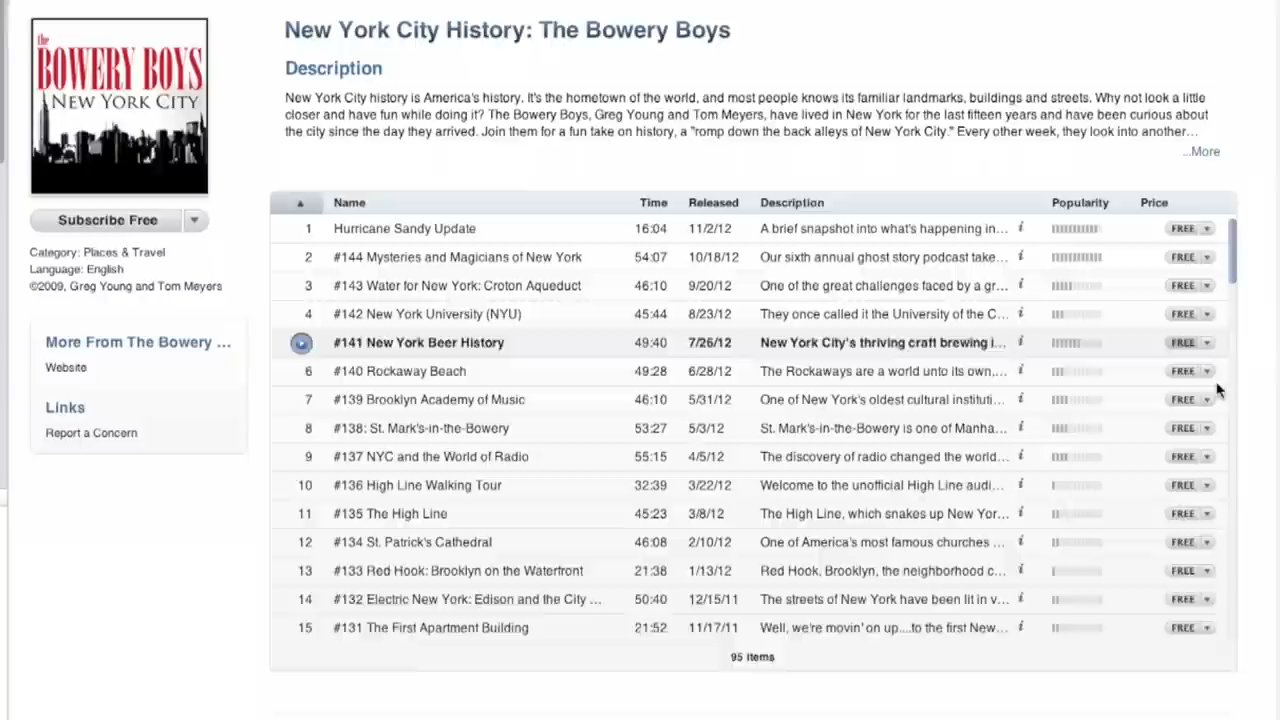 the
BOWERY BOYS
NEW YORK CITY
Subscribe Free
Category: Places & Travel
Language: English
©2009, Greg Young and Tom Meyers
More From The Bowery ...
Website
Links
Report a Concern
New York City History: The Bowery Boys
Description
New York City history is America's history. It's the hometown of the world, and most people knows its familiar landmarks, buildings and streets. Why not look a little
closer and have fun while doing it? The Bowery Boys, Greg Young and Tom Meyers, have lived in New York for the last fifteen years and have been curious about
the city since the day they arrived. Join them for a fun take on history, a "romp down the back alleys of New York City." Every other week, they look into another...
...More
▲ Name Time Released Description Popularity Price
1 Hurricane Sandy Update 16:04 11/2/12 A brief snapshot into what's happening in... i FREE
2 #144 Mysteries and Magicians of New York 54:07 10/18/12 Our sixth annual ghost story podcast take... i FREE
3 #143 Water for New York: Croton Aqueduct 46:10 9/20/12 One of the great challenges faced by a gr... i FREE
4 #142 New York University (NYU) 45:44 8/23/12 They once called it the University of the C... i FREE
#141 New York Beer History 49:40 7/26/12 New York City's thriving craft brewing i... i FREE
6 #140 Rockaway Beach 49:28 6/28/12 The Rockaways are a world unto its own,... i FREE
7 #139 Brooklyn Academy of Music 46:10 5/31/12 One of New York's oldest cultural instituti... i FREE
8 #138: St. Mark's-in-the-Bowery 53:27 5/3/12 St. Mark's-in-the-Bowery is one of Manha... i FREE
9 #137 NYC and the World of Radio 55:15 4/5/12 The discovery of radio changed the world... i FREE
10 #136 High Line Walking Tour 32:39 3/22/12 Welcome to the unofficial High Line audi... i FREE
11 #135 The High Line 45:23 3/8/12 The High Line, which snakes up New Yor... i FREE
12 #134 St. Patrick's Cathedral 46:08 2/10/12 One of America's most famous churches ... i FREE
13 #133 Red Hook: Brooklyn on the Waterfront 21:38 1/13/12 Red Hook, Brooklyn, the neighborhood c... i FREE
14 #132 Electric New York: Edison and the City ... 50:40 12/15/11 The streets of New York have been lit in v... i FREE
15 #131 The First Apartment Building 21:52 11/17/11 Well, we're movin' on up....to the first New... i FREE
95 items